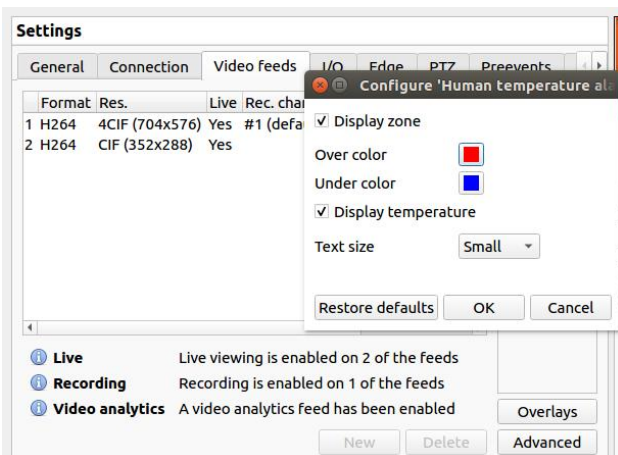 Settings
General Connection Video feeds I/O Edge PTZ Preevents
Format Res. Live Rec. cha
1 H264 4CIF (704x576) Yes #1 (defa
2 H264 CIF (352x288) Yes
Configure 'Human temperature ala
Display zone
Over color
Under color
Display temperature
Text size Small
Restore defaults OK Cancel
Live Live viewing is enabled on 2 of the feeds
Recording Recording is enabled on 1 of the feeds
Video analytics A video analytics feed has been enabled
Overlays
New Delete Advanced